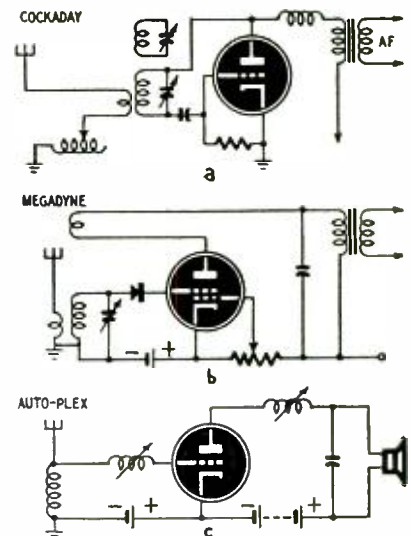 COCKADAY
AF
a
MEGADYNE
- +
b
AUTO-PLEX
- + - +
c